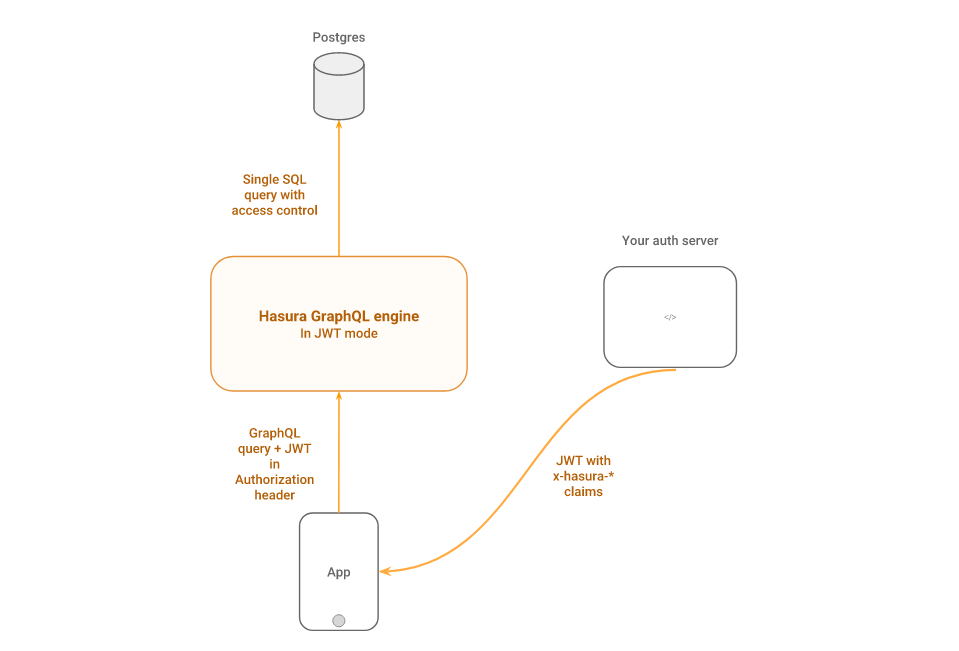 Postgres
Single SQL
query with
access control
Your auth server
</>
Hasura GraphQL engine
In JWT mode
GraphQL
query + JWT
in
Authorization
header
JWT with
x-hasura-*
claims
App